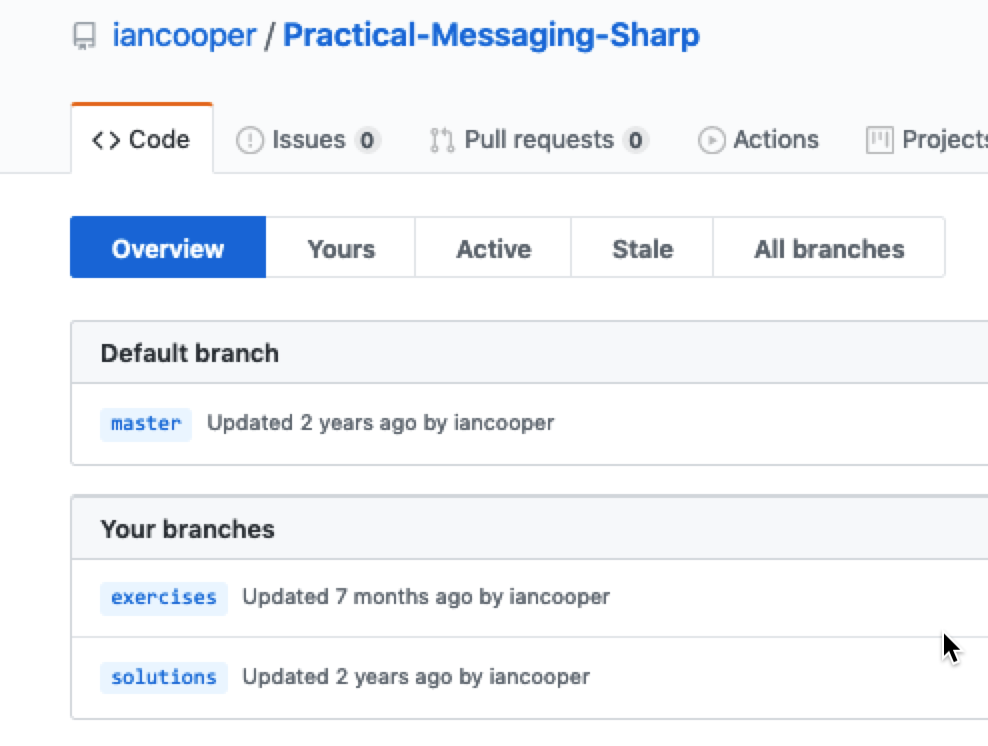 iancooper / Practical-Messaging-Sharp
<> Code Issues 0 Pull requests 0 Actions Projects
Overview Yours Active Stale All branches
Default branch
master Updated 2 years ago by iancooper
Your branches
exercises Updated 7 months ago by iancooper
solutions Updated 2 years ago by iancooper